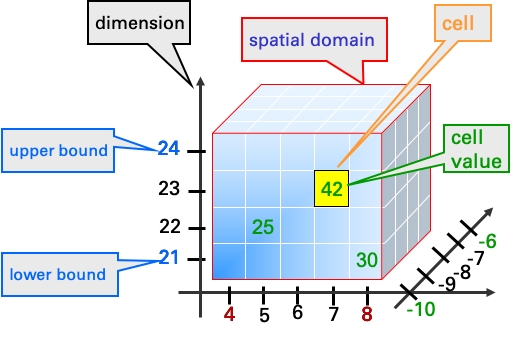 dimension
cell
spatial domain
cell
value
upper bound
24
23
42
22
25
lower bound
21
30
-6
-7
-8
-9
-10
4 5 6 7 8